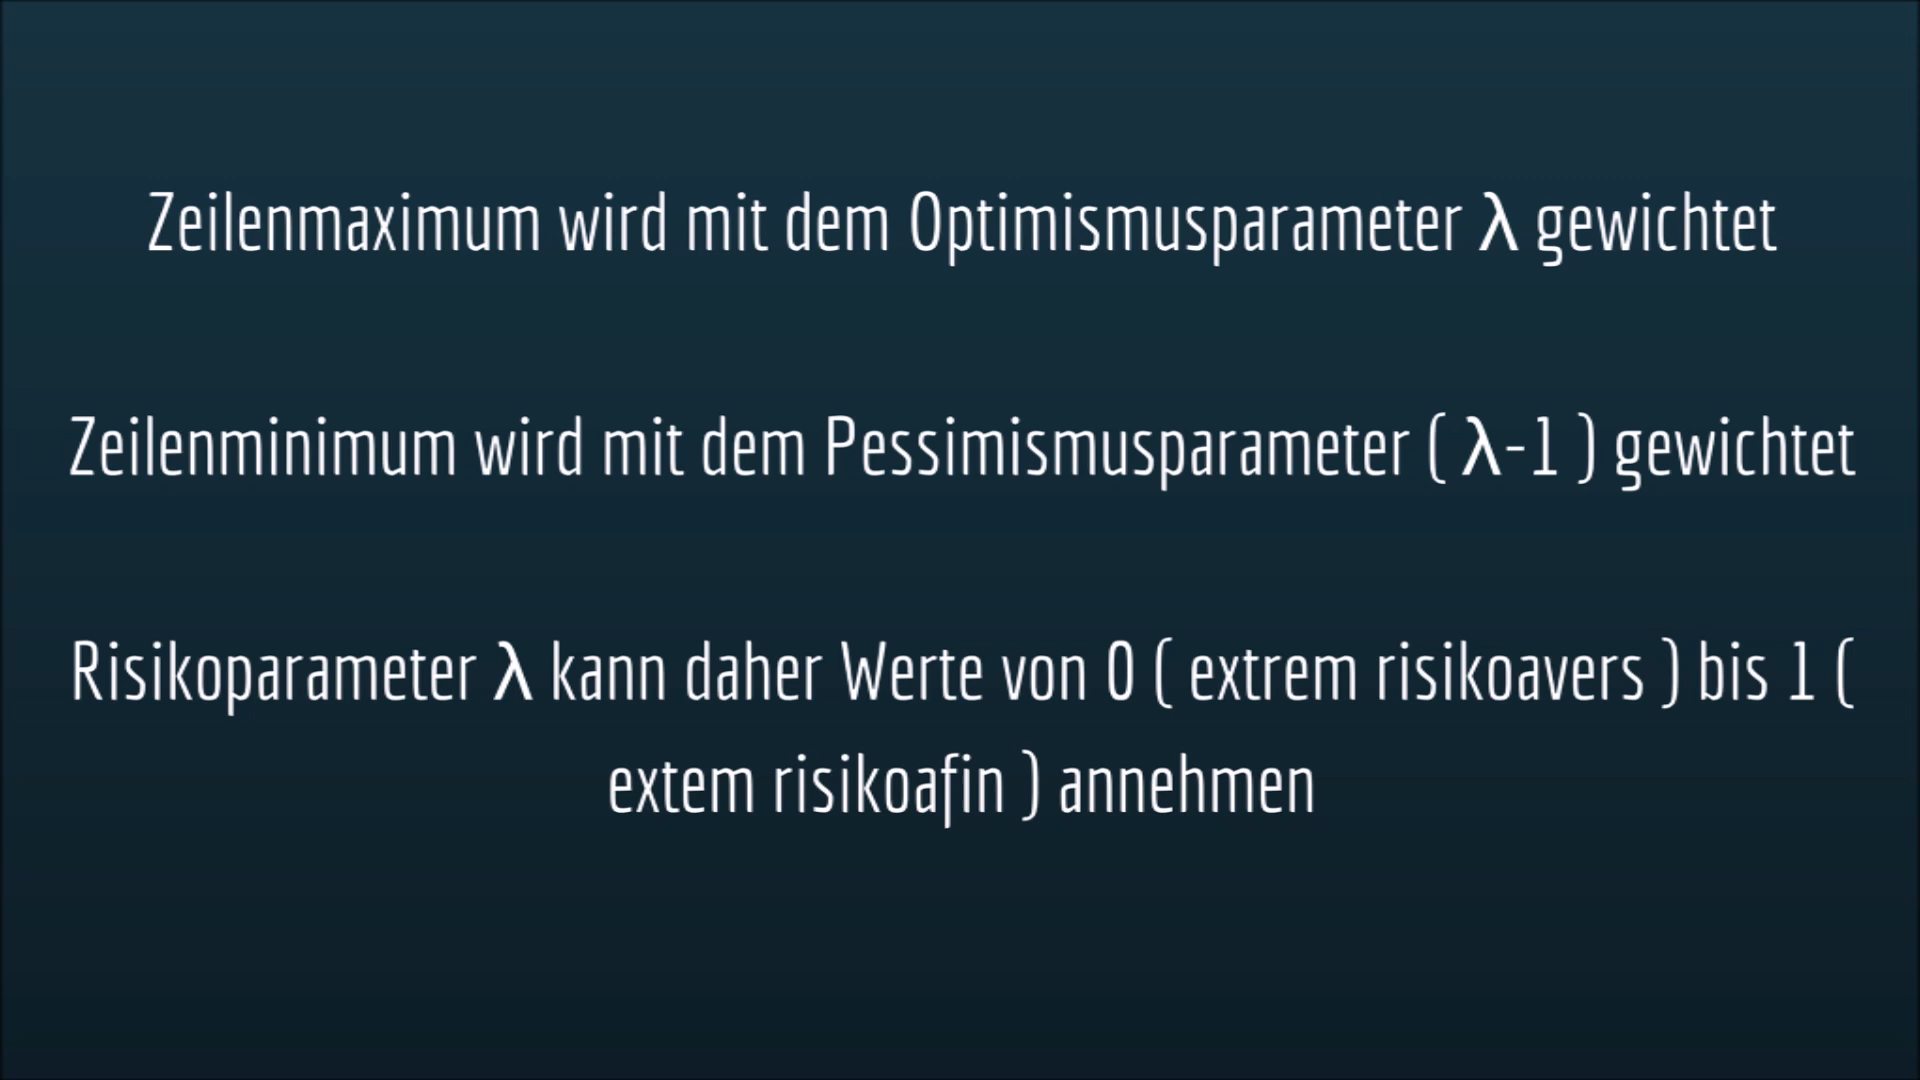 Zeilenmaximum wird mit dem Optimismusparameter λ gewichtet
Zeilenminimum wird mit dem Pessimismusparameter ( λ-1 ) gewichtet
Risikoparameter λ kann daher Werte von 0 ( extrem risikoavers ) bis 1 (
extem risikoafin ) annehmen